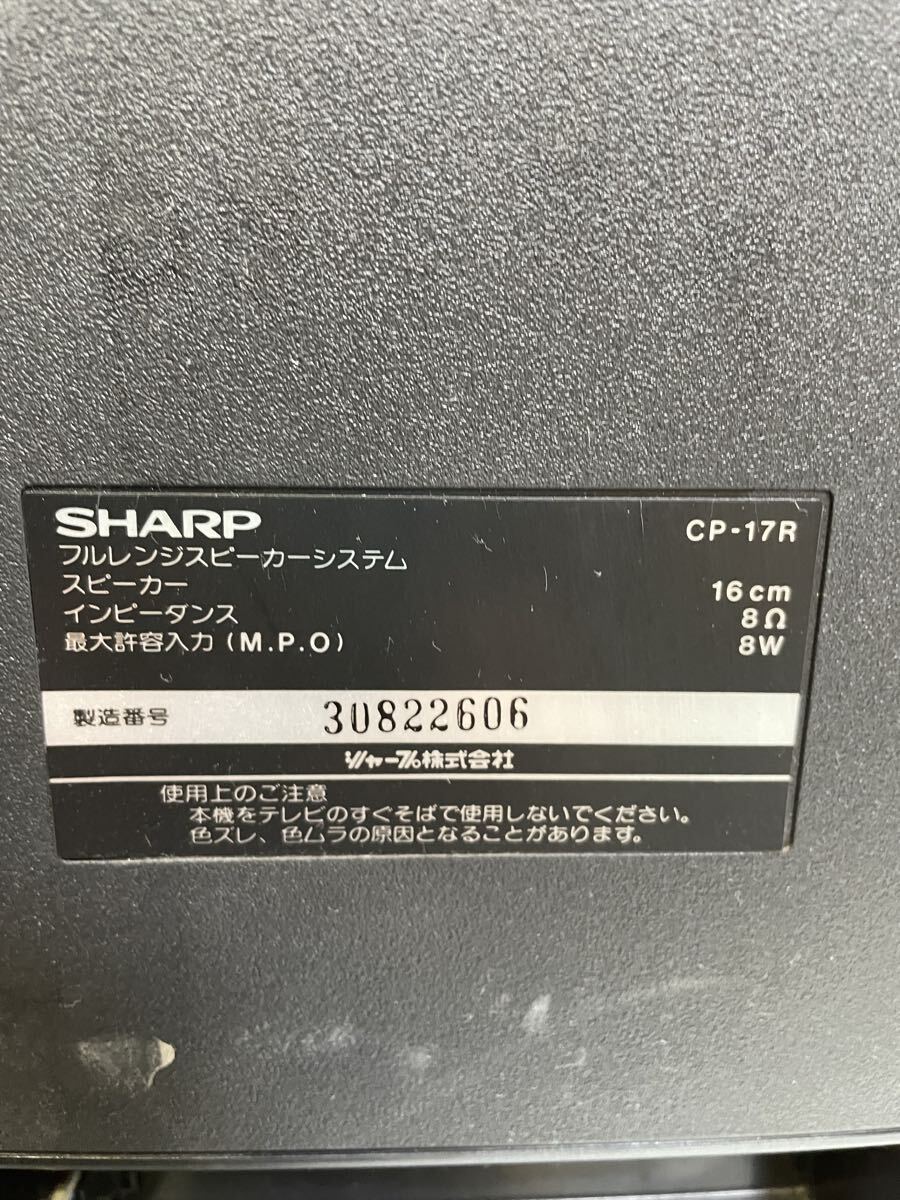 SHARP CP-17R
フルレンジスピーカーシステム
スピーカー 16cm
インピーダンス 8Ω
最大許容入力(M.P.O) 8W
製造番号 30822606
シャープ株式会社
使用上のご注意
本機をテレビのすぐそばで使用しないでください。
色ズレ、色ムラの原因となることがあります。